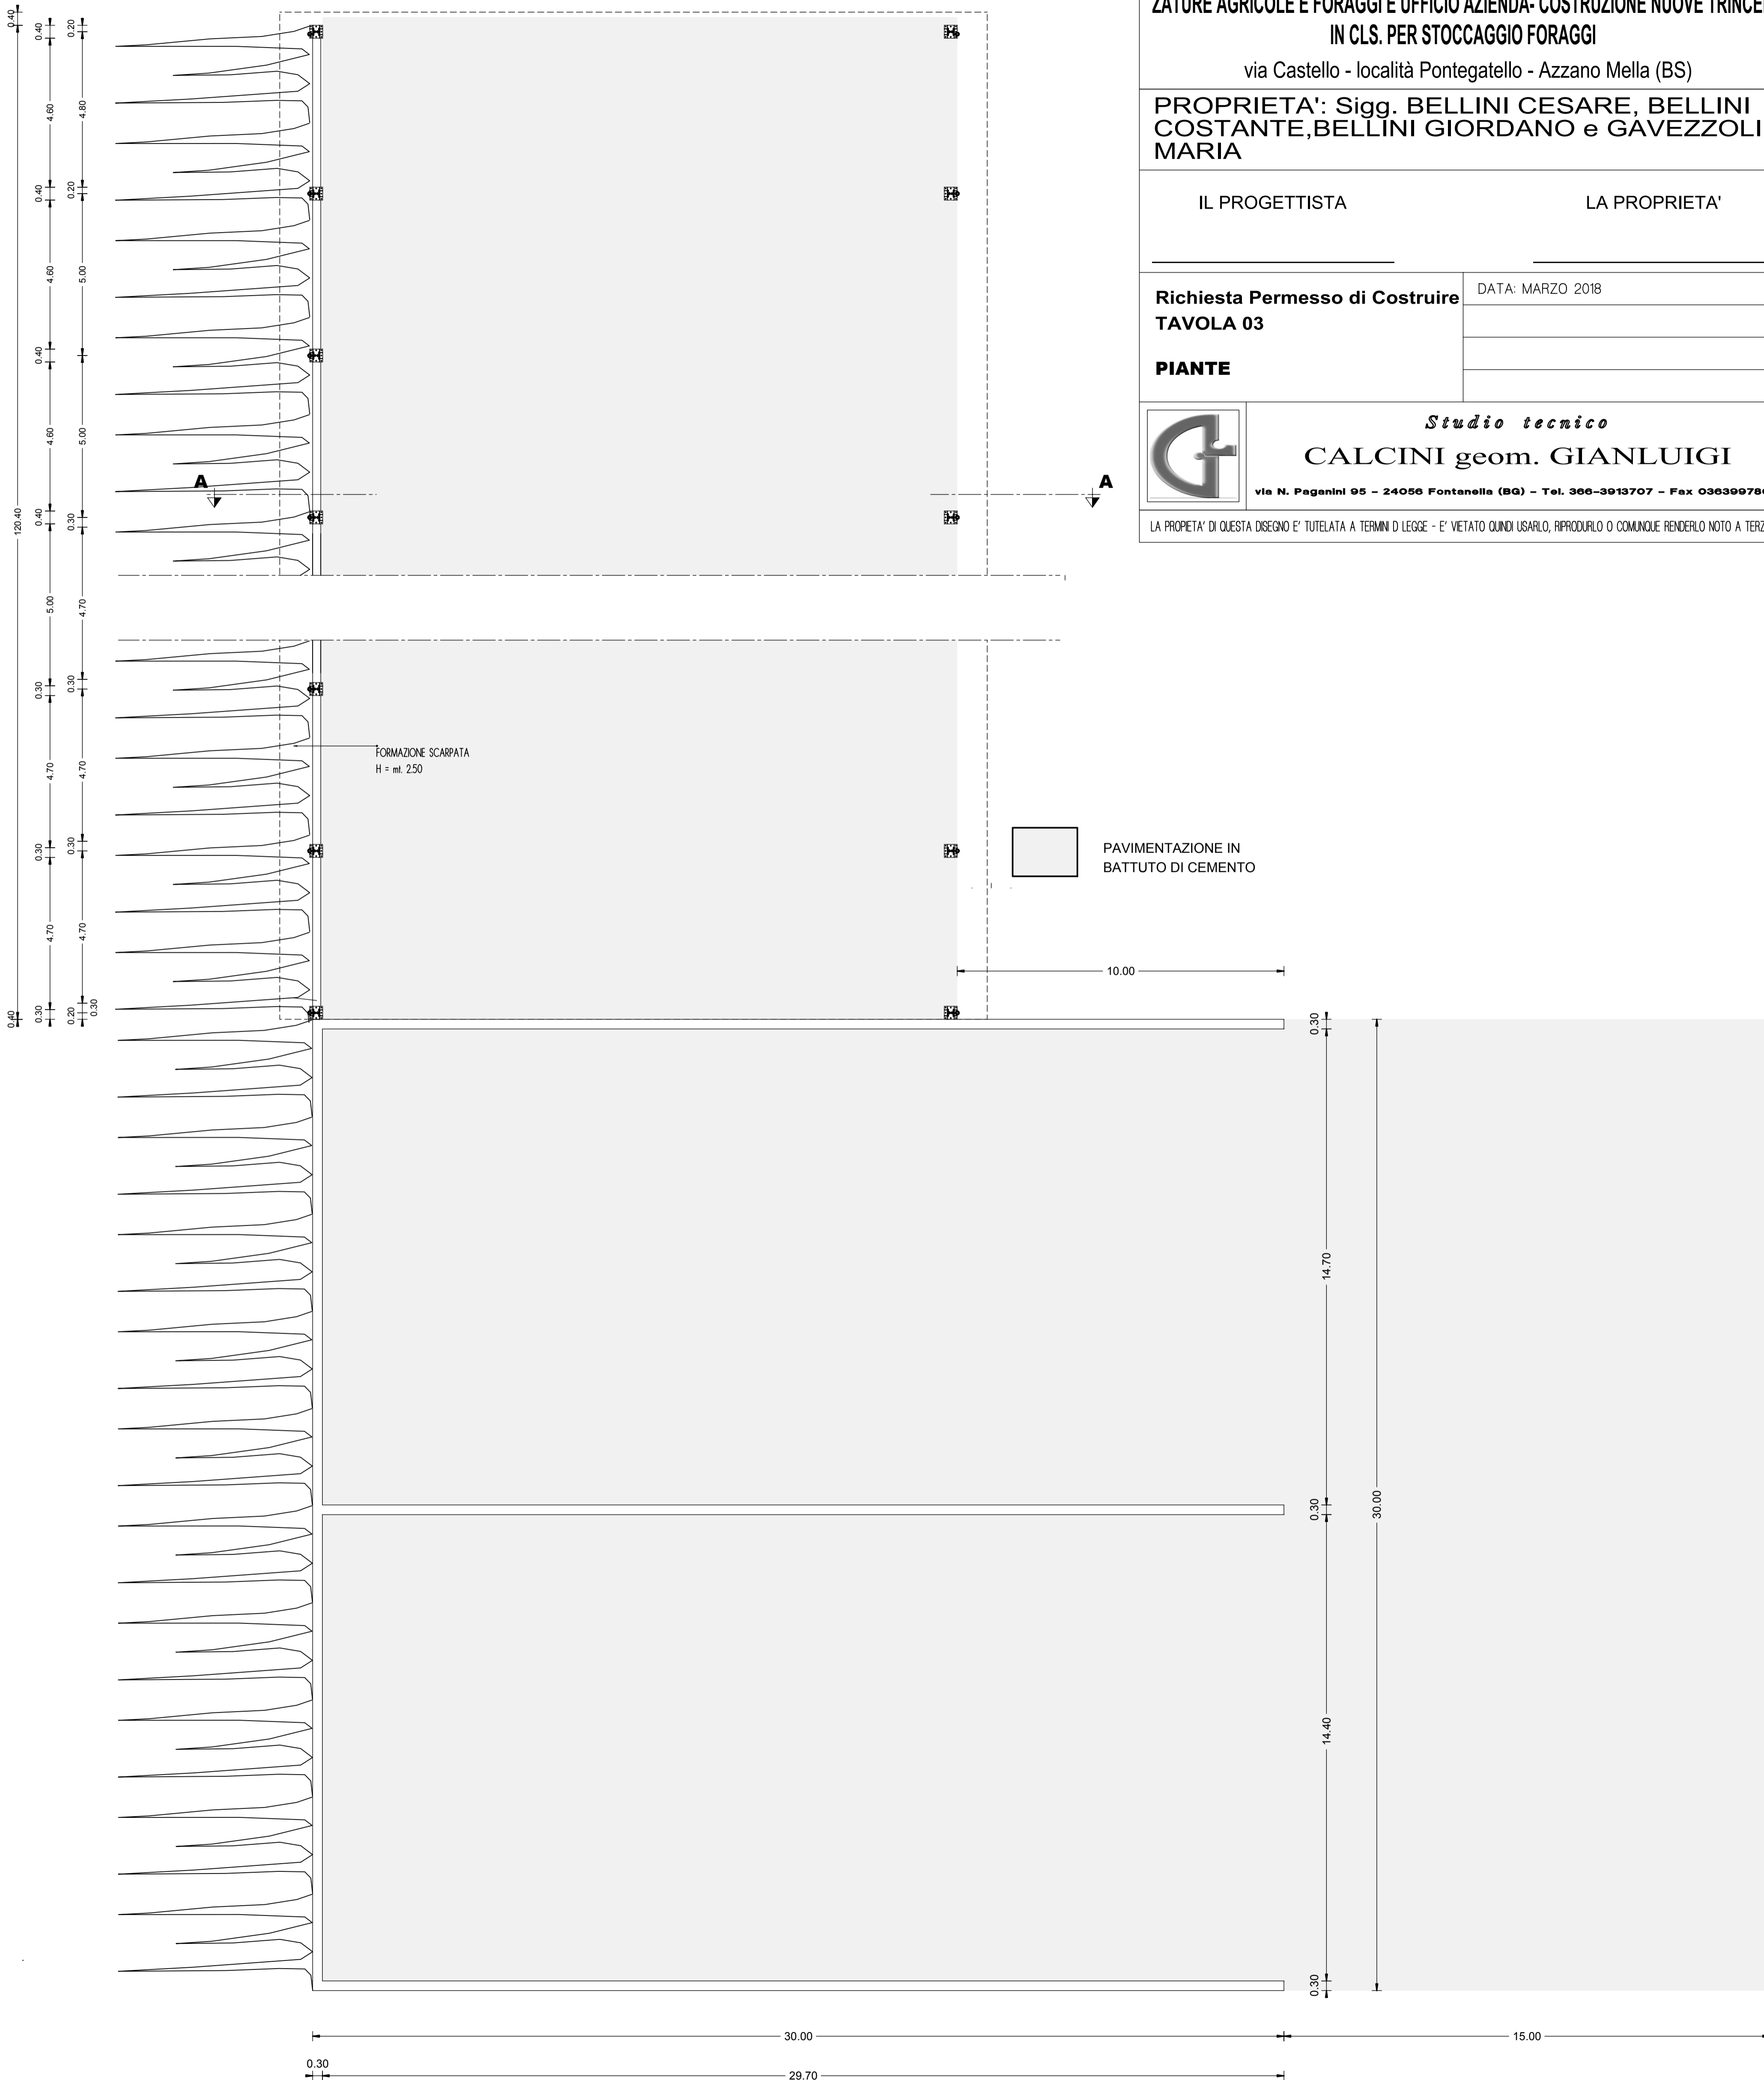 ZATURE AGRICOLE E FORAGGI E UFFICIO AZIENDA- COSTRUZIONE NUOVE
IN CLS. PER STOCCAGGIO FORAGGI
via Castello - località Pontegatello - Azzano Mella (BS)
PROPRIETA': Sigg. BELLINI CESARE, BELLINI
COSTANTE,BELLINI GIORDANO e GAVEZZOLI
MARIA
IL PROGETTISTA
LA PROPRIETA'
Richiesta Permesso di Costruire
TAVOLA 03
PIANTE
DATA: MARZO 2018
Studio tecnico
CALCINI geom. GIANLUIGI
via N. Paganini 95 - 24056 Fontanella (BG) - Tel. 366-3913707 - Fax
LA PROPIETA' DI QUESTA DISEGNO E' TUTELATA A TERMINI D LEGGE - E' VIETATO QUINDI USARLO, RIPRODURLO O COMUNQUE RENDERLO NOTO A
0.40
120.40
0.40
0.40
4.60
0.40
4.60
0.40
4.60
0.40
5.00
0.30
4.70
0.30
4.70
0.30
0.20
4.80
0.20
5.00
5.00
0.30
4.70
0.30
4.70
0.30
4.70
0.20
0.30
A
A
FORMAZIONE SCARPATA
H = mt. 2.50
PAVIMENTAZIONE IN
BATTUTO DI CEMENTO
10.00
0.30
14.70
0.30
30.00
14.40
0.30
30.00
15.00
0.30
29.70